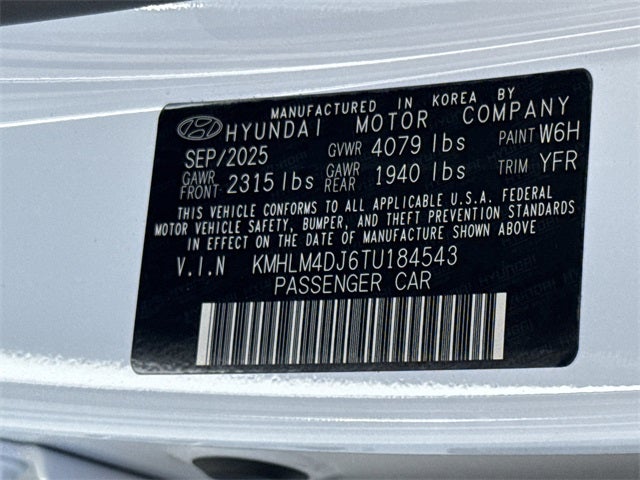 MANUFACTURED IN KOREA BY
HYUNDAI MOTOR COMPANY
SEP/2025 GVWR 4079 lbs PAINT W6H
GAWR FRONT 2315 lbs GAWR REAR 1940 lbs TRIM YFR
THIS VEHICLE CONFORMS TO ALL APPLICABLE U.S.A. FEDERAL
MOTOR VEHICLE SAFETY, BUMPER, AND THEFT PREVENTION STANDARDS
IN EFFECT ON THE DATE OF MANUFACTURE SHOWN ABOVE
V.I.N KMHLM4DJ6TU184543
PASSENGER CAR